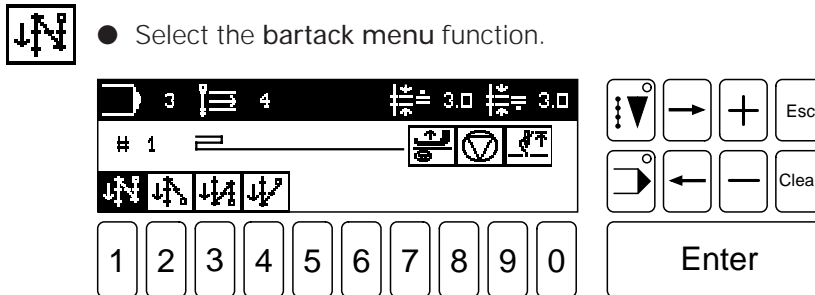 ● Select the bartack menu function.
3 4 3.0 3.0
# 1
Esc
Clea
1 2 3 4 5 6 7 8 9 0
Enter